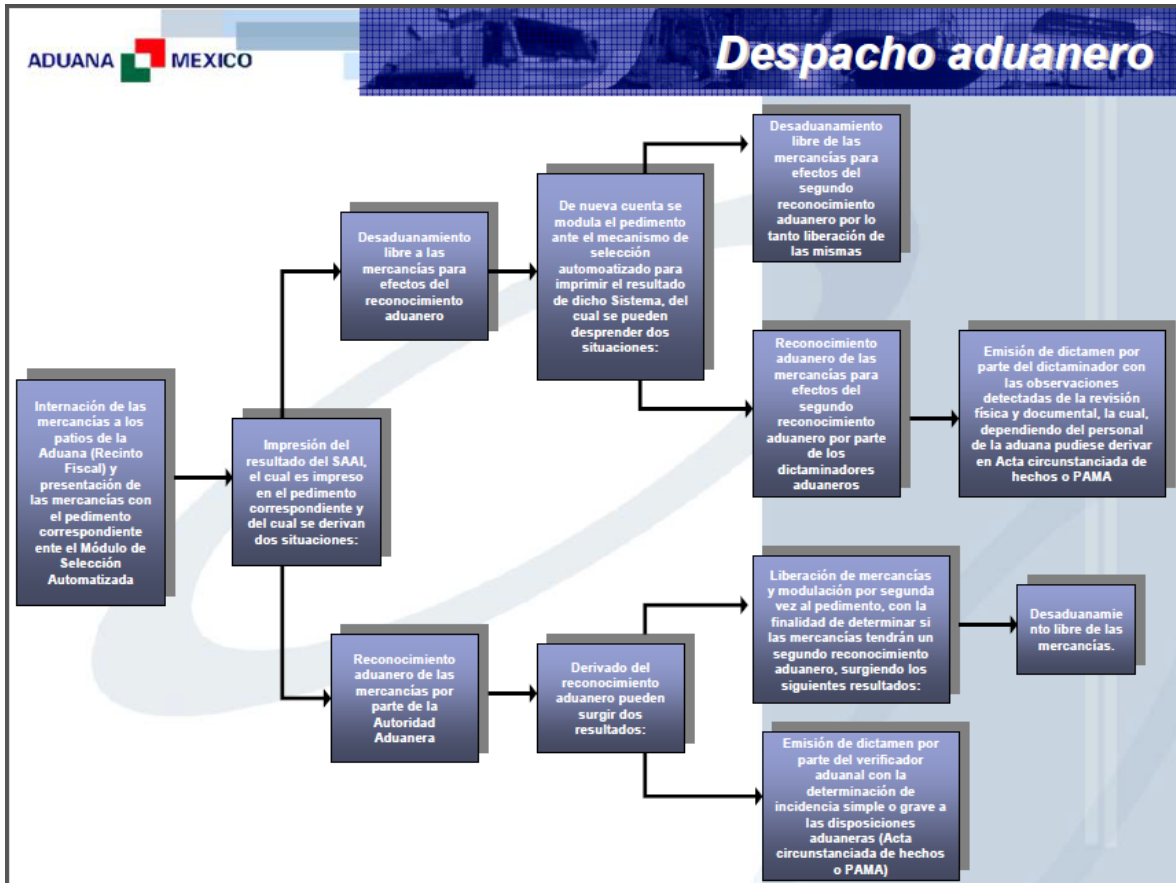 ADUANA MEXICO
Despacho aduanero
Internación de las
mercancías a los
patios de la
Aduana (Recinto
Fiscal) y
presentación de
las mercancías con
el pedimento
correspondiente
ente el Módulo de
Selección
Automatizada
Impresión del
resultado del SAAI,
el cual es impreso
en el pedimento
correspondiente y
del cual se derivan
dos situaciones:
Desaduanamiento
libre a las
mercancías para
efectos del
reconocimiento
aduanero
De nueva cuenta se
modula el pedimento
ante el mecanismo de
selección
automoatizado para
imprimir el resultado
de dicho Sistema, del
cual se pueden
desprender dos
situaciones:
Desaduanamiento
libre de las
mercancías para
efectos del
segundo
reconocimiento
aduanero por lo
tanto liberación de
las mismas
Reconocimiento
aduanero de las
mercancías para
efectos del
segundo
reconocimiento
aduanero por parte
de los
dictaminadores
aduaneros
Emisión de dictamen por
parte del dictaminador con
las observaciones
detectadas de la revisión
física y documental, la cual,
dependiendo del personal
de la aduana pudiese derivar
en Acta circunstanciada de
hechos o PAMA
Reconocimiento
aduanero de las
mercancías por
parte de la
Autoridad
Aduanera
Derivado del
reconocimiento
aduanero pueden
surgir dos
resultados:
Liberación de mercancías
y modulación por segunda
vez al pedimento, con la
finalidad de determinar si
las mercancías tendrán un
segundo reconocimiento
aduanero, surgiendo los
siguientes resultados:
Desaduanamie
nto libre de las
mercancías.
Emisión de dictamen por
parte del verificador
aduanal con la
determinación de
incidencia simple o grave a
las disposiciones
aduaneras (Acta
circunstanciada de hechos
o PAMA)